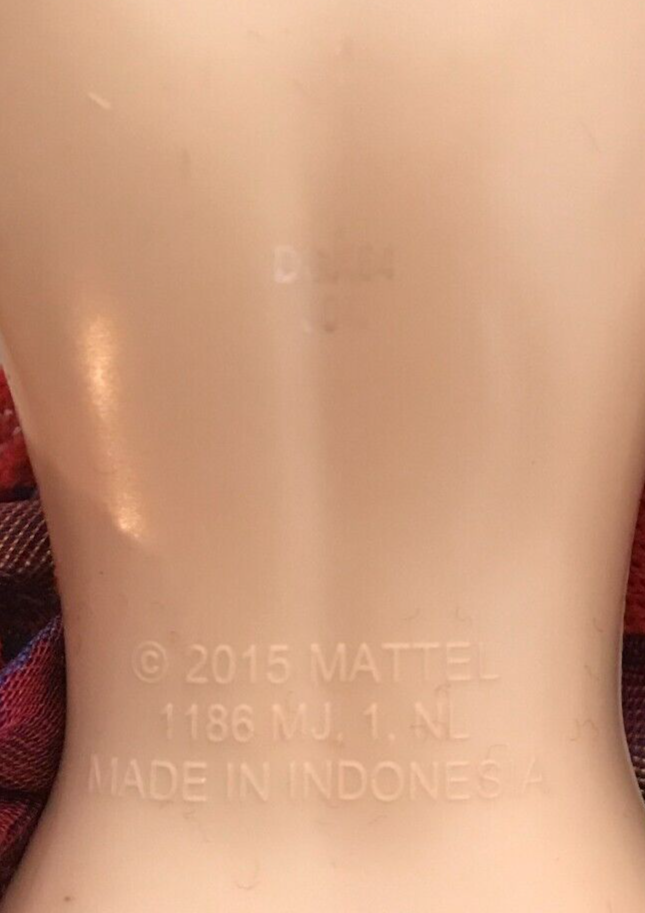 © 2015 MATTEL
1186 MJ, 1, NL
MADE IN INDONESIA